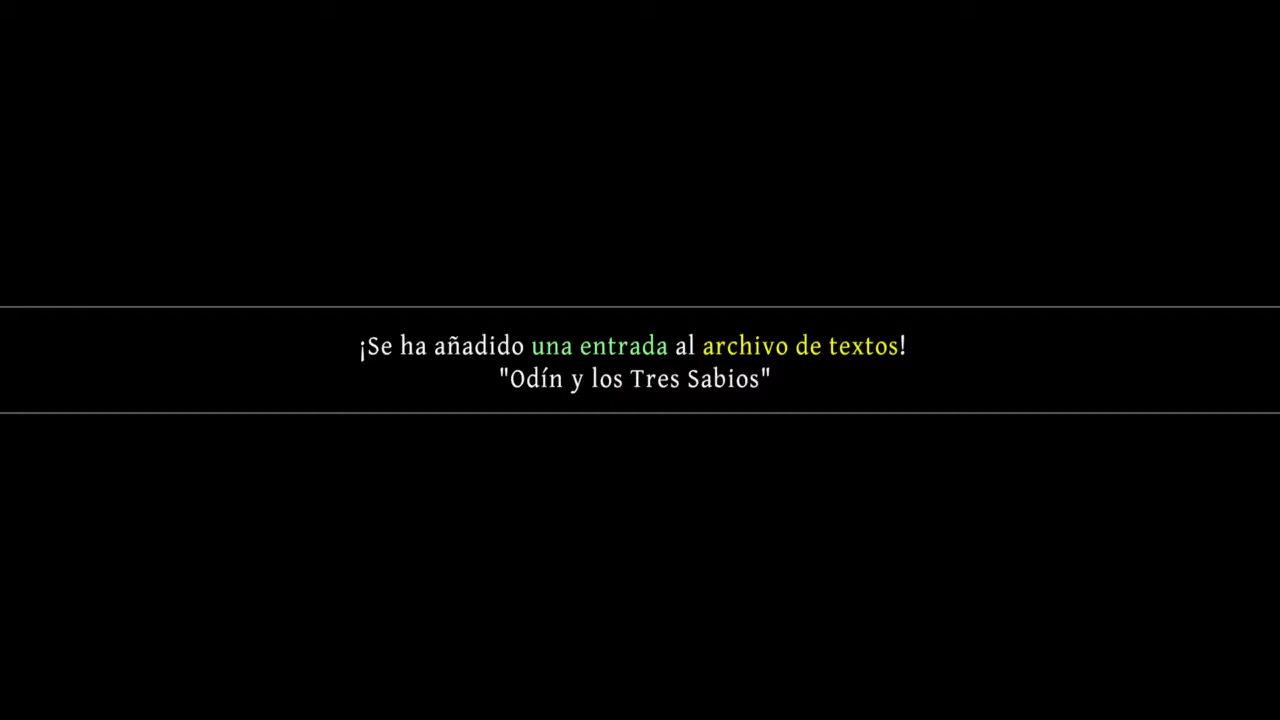 ¡Se ha añadido una entrada al archivo de textos!
"Odín y los Tres Sabios"